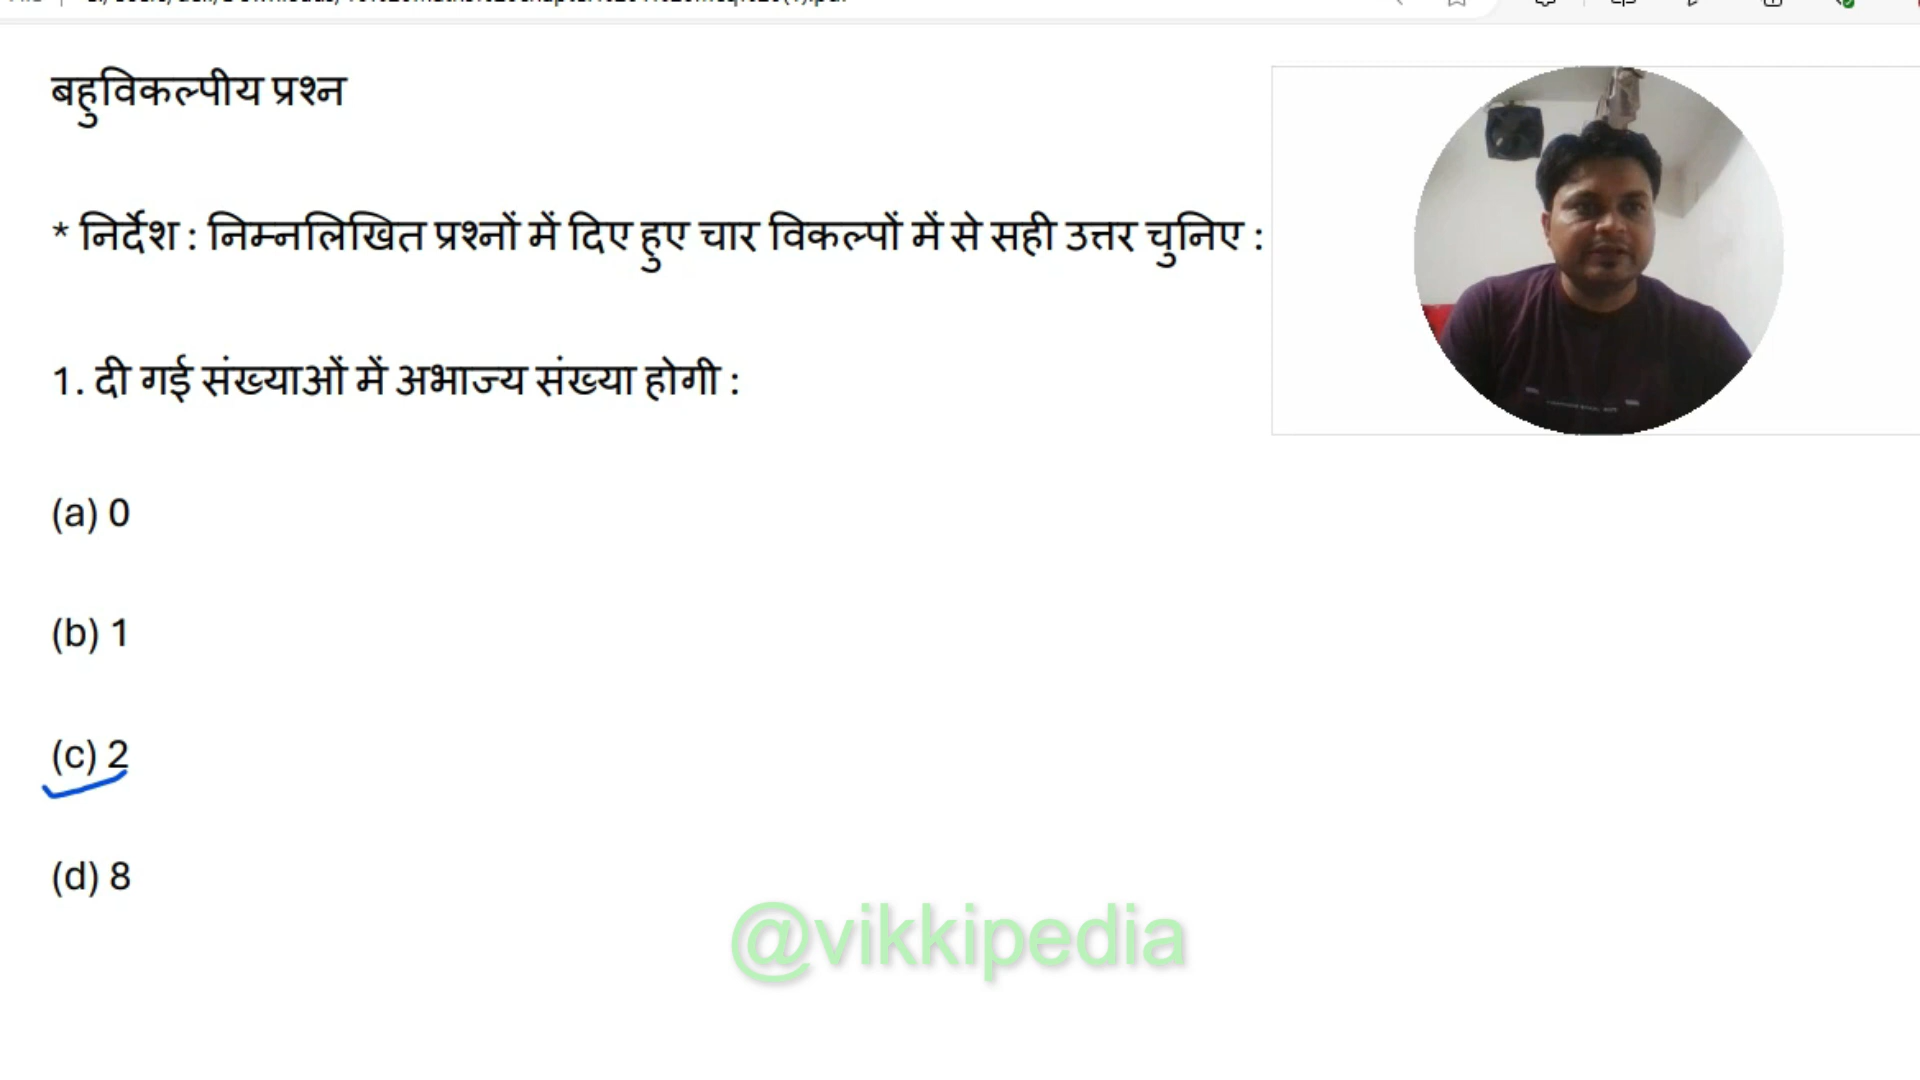 बहुविकल्पीय प्रश्न
* निर्देश : निम्नलिखित प्रश्नों में दिए हुए चार विकल्पों में से सही उत्तर चुनिए :
1. दी गई संख्याओं में अभाज्य संख्या होगी :
(a) 0
(b) 1
(c) 2
(d) 8
@vikkipedia